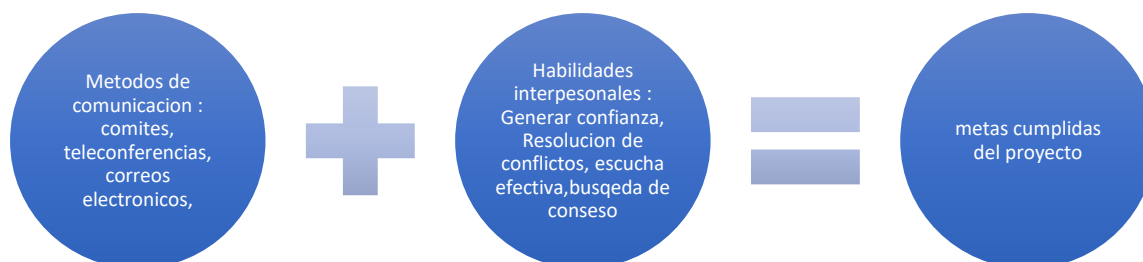 Metodos de
comunicacion :
comites,
teleconferencias,
correos
electronicos,
Habilidades
interpesonales :
Generar confianza,
Resolucion de
conflictos, escucha
efectiva,busqeda de
conseso
metas cumplidas
del proyecto